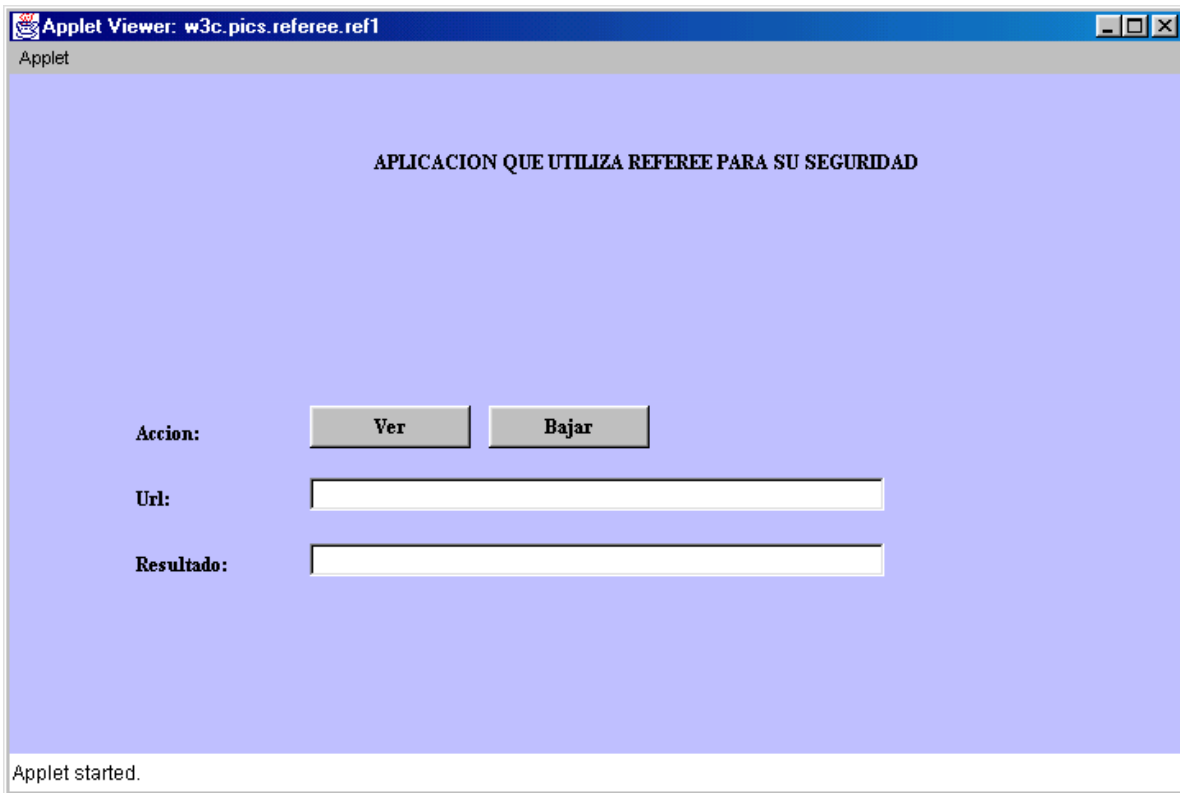 Applet Viewer: w3c.pics.referee.ref1
Applet
APLICACION QUE UTILIZA REFEREE PARA SU SEGURIDAD
Accion: Ver Bajar
Url:
Resultado:
Applet started.